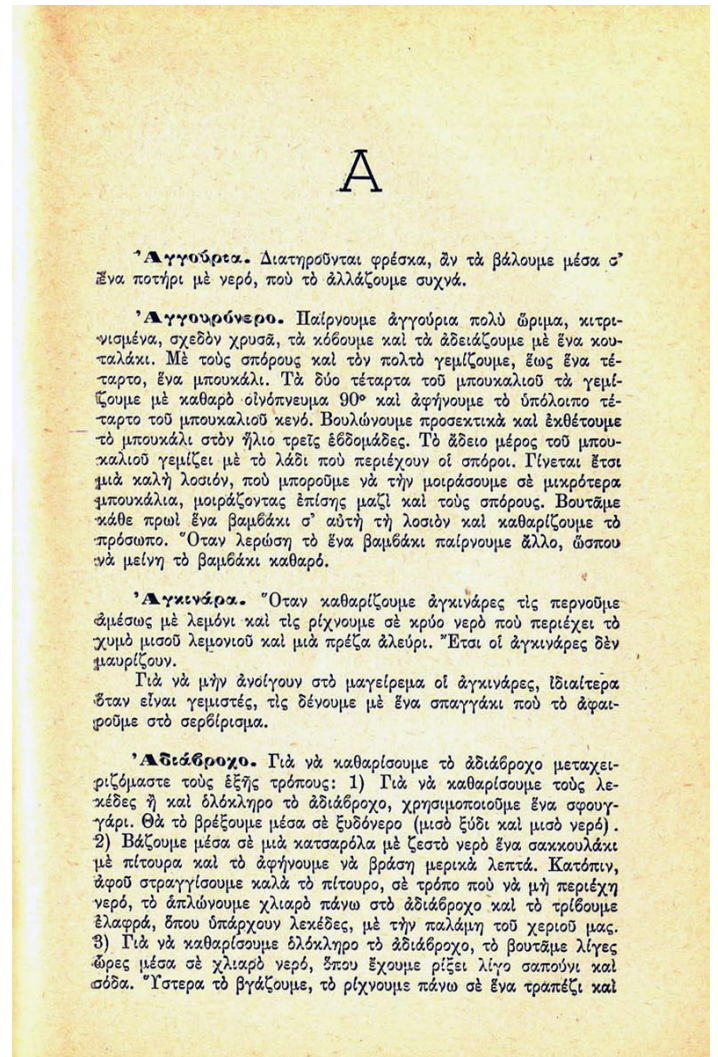 Α
Ἀγγούρια. Διατηροῦνται φρέσκα, ἂν τὰ βάλουμε μέσα σ'
ἕνα ποτήρι μὲ νερό, ποὺ τὸ ἀλλάζουμε συχνά.
Ἀγγουρόνερο. Παίρνουμε ἀγγούρια πολὺ ὥριμα, κιτρι-
νισμένα, σχεδὸν χρυσᾶ, τὰ κόβουμε καὶ τὰ ἀδειάζουμε μὲ ἕνα κου-
ταλάκι. Μὲ τοὺς σπόρους καὶ τὸν πολτὸ γεμίζουμε, ἕως ἕνα τέ-
ταρτο, ἕνα μπουκάλι. Τὰ δύο τέταρτα τοῦ μπουκαλιοῦ τὰ γεμί-
ζουμε μὲ καθαρὸ οἰνόπνευμα 90° καὶ ἀφήνουμε τὸ ὑπόλοιπο τέ-
ταρτο τοῦ μπουκαλιοῦ κενό. Βουλώνουμε προσεκτικὰ καὶ ἐκθέτουμε
τὸ μπουκάλι στὸν ἥλιο τρεῖς ἑβδομάδες. Τὸ ἄδειο μέρος τοῦ μπου-
καλιοῦ γεμίζει μὲ τὸ λάδι ποὺ περιέχουν οἱ σπόροι. Γίνεται ἔτσι
μιὰ καλὴ λοσιόν, ποὺ μποροῦμε νὰ τὴν μοιράσουμε σὲ μικρότερα
μπουκάλια, μοιράζοντας ἐπίσης μαζὶ καὶ τοὺς σπόρους. Βουτᾶμε
κάθε πρωὶ ἕνα βαμβάκι σ' αὐτὴ τὴ λοσιὸν καὶ καθαρίζουμε τὸ
πρόσωπο. Ὅταν λερώση τὸ ἕνα βαμβάκι παίρνουμε ἄλλο, ὥσπου
νὰ μείνη τὸ βαμβάκι καθαρό.
Ἀγκινάρα. Ὅταν καθαρίζουμε ἀγκινάρες τὶς περνοῦμε
ἀμέσως μὲ λεμόνι καὶ τὶς ρίχνουμε σὲ κρύο νερὸ ποὺ περιέχει τὸ
χυμὸ μισοῦ λεμονιοῦ καὶ μιὰ πρέζα ἀλεύρι. Ἔτσι οἱ ἀγκινάρες δὲν
μαυρίζουν.
Γιὰ νὰ μὴν ἀνοίγουν στὸ μαγείρεμα οἱ ἀγκινάρες, ἰδιαίτερα
ὅταν εἶναι γεμιστές, τὶς δένουμε μὲ ἕνα σπαγγάκι ποὺ τὸ ἀφαι-
ροῦμε στὸ σερβίρισμα.
Ἀδιάβροχο. Γιὰ νὰ καθαρίσουμε τὸ ἀδιάβροχο μεταχει-
ριζόμαστε τοὺς ἑξῆς τρόπους: 1) Γιὰ νὰ καθαρίσουμε τοὺς λε-
κέδες ἢ καὶ ὁλόκληρο τὸ ἀδιάβροχο, χρησιμοποιοῦμε ἕνα σφουγ-
γάρι. Θὰ τὸ βρέξουμε μέσα σὲ ξυδόνερο (μισὸ ξύδι καὶ μισὸ νερό).
2) Βάζουμε μέσα σὲ μιὰ κατσαρόλα μὲ ζεστὸ νερὸ ἕνα σακκουλάκι
μὲ πίτουρα καὶ τὸ ἀφήνουμε νὰ βράση μερικὰ λεπτά. Κατόπιν,
ἀφοῦ στραγγίσουμε καλὰ τὸ πίτουρο, σὲ τρόπο ποὺ νὰ μὴ περιέχη
νερό, τὸ ἁπλώνουμε χλιαρὸ πάνω στὸ ἀδιάβροχο καὶ τὸ τρίβουμε
ἐλαφρά, ὅπου ὑπάρχουν λεκέδες, μὲ τὴν παλάμη τοῦ χεριοῦ μας.
3) Γιὰ νὰ καθαρίσουμε ὁλόκληρο τὸ ἀδιάβροχο, τὸ βουτᾶμε λίγες
ὧρες μέσα σὲ χλιαρὸ νερό, ὅπου ἔχουμε ρίξει λίγο σαπούνι καὶ
σόδα. Ὕστερα τὸ βγάζουμε, τὸ ρίχνουμε πάνω σὲ ἕνα τραπέζι καὶ